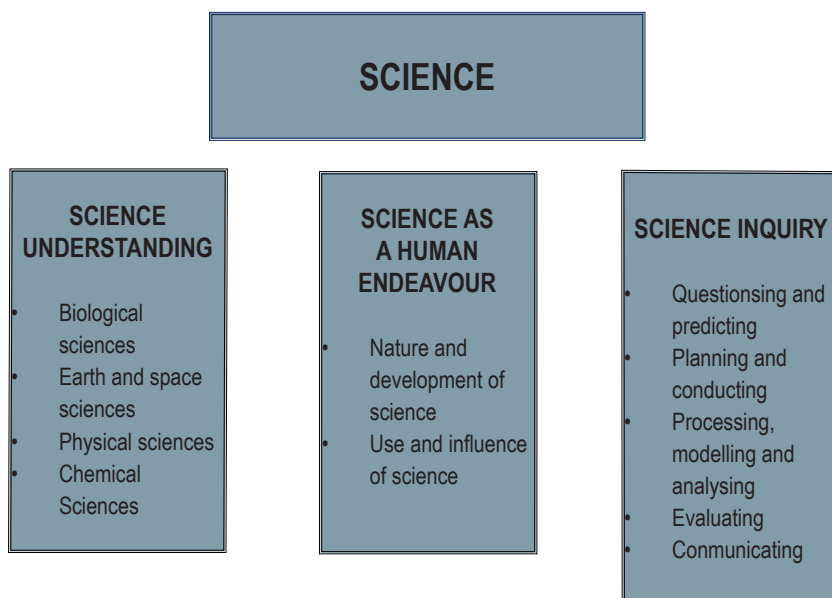 SCIENCE
SCIENCE
UNDERSTANDING
• Biological
sciences
• Earth and space
sciences
• Physical sciences
• Chemical
Sciences
SCIENCE AS
A HUMAN
ENDEAVOUR
• Nature and
development of
science
• Use and influence
of science
SCIENCE INQUIRY
• Questionsing and
predicting
• Planning and
conducting
• Processing,
modelling and
analysing
• Evaluating
• Conmunicating